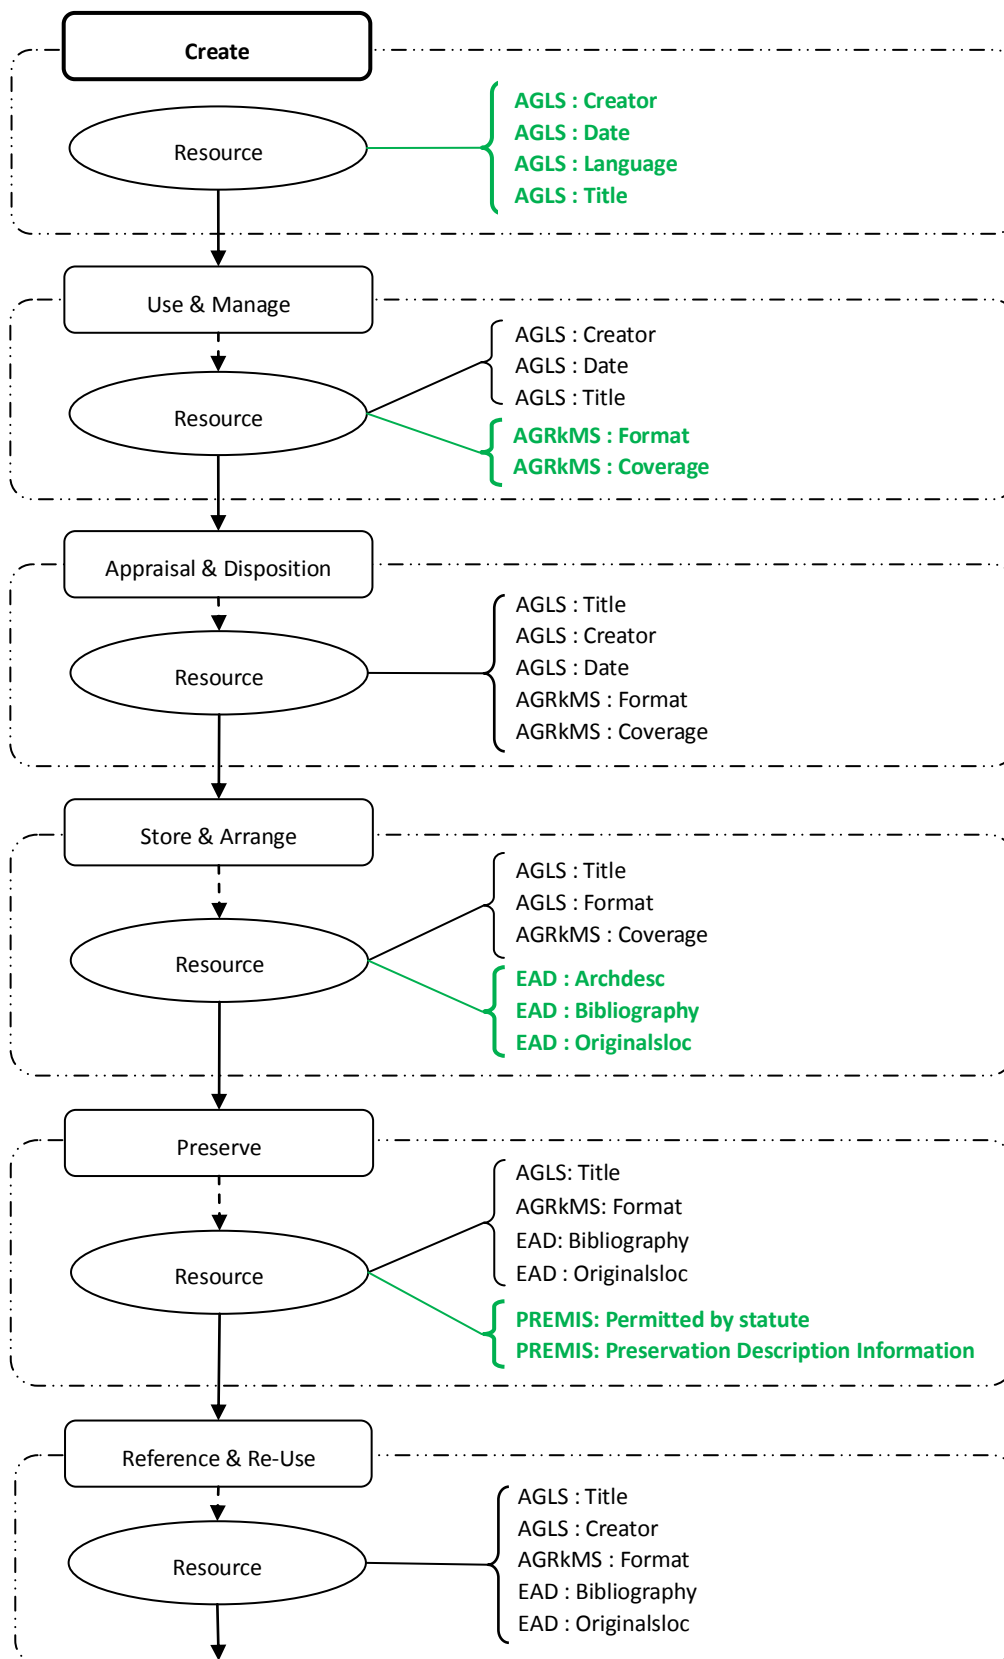 Create
Resource
AGLS : Creator
AGLS : Date
AGLS : Language
AGLS : Title
Use & Manage
Resource
AGLS : Creator
AGLS : Date
AGLS : Title
AGRkMS : Format
AGRkMS : Coverage
Appraisal & Disposition
Resource
AGLS : Title
AGLS : Creator
AGLS : Date
AGRkMS : Format
AGRkMS : Coverage
Store & Arrange
Resource
AGLS : Title
AGLS : Format
AGRkMS : Coverage
EAD : Archdesc
EAD : Bibliography
EAD : Originalsloc
Preserve
Resource
AGLS: Title
AGRkMS: Format
EAD: Bibliography
EAD : Originalsloc
PREMIS: Permitted by statute
PREMIS: Preservation Description Information
Reference & Re-Use
Resource
AGLS : Title
AGLS : Creator
AGRkMS : Format
EAD : Bibliography
EAD : Originalsloc